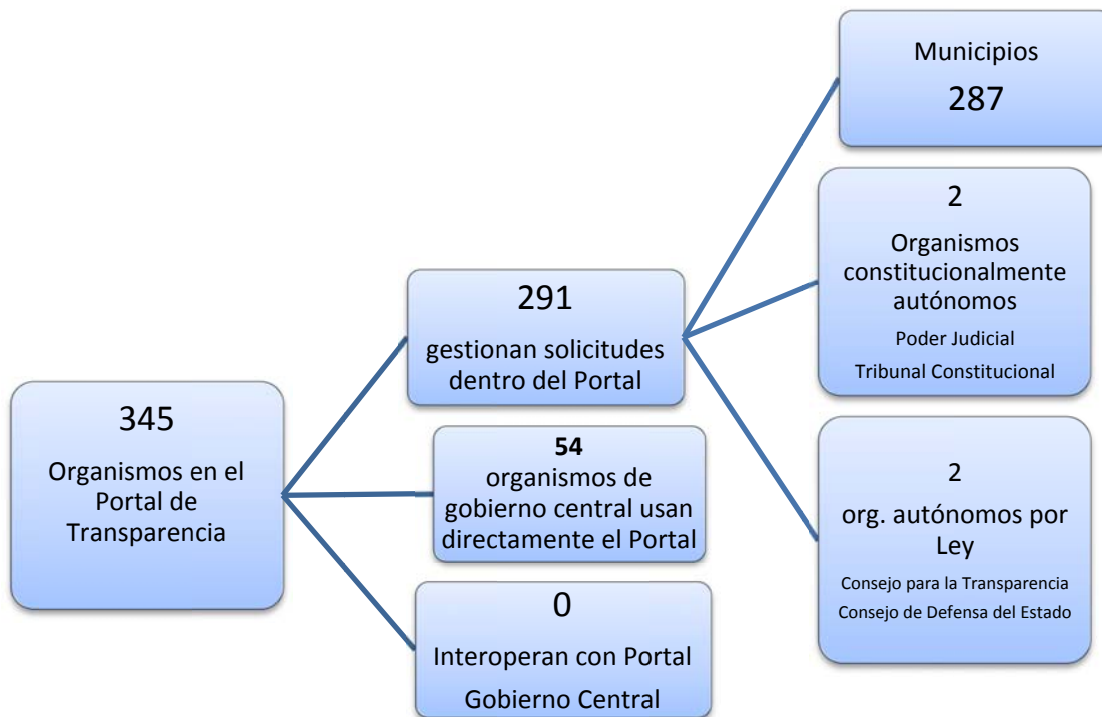 345
Organismos en el
Portal de
Transparencia
291
gestionan solicitudes
dentro del Portal
54
organismos de
gobierno central usan
directamente el Portal
0
Interoperan con Portal
Gobierno Central
Municipios
287
2
Organismos
constitucionalmente
autónomos
Poder Judicial
Tribunal Constitucional
2
org. autónomos por
Ley
Consejo para la Transparencia
Consejo de Defensa del Estado